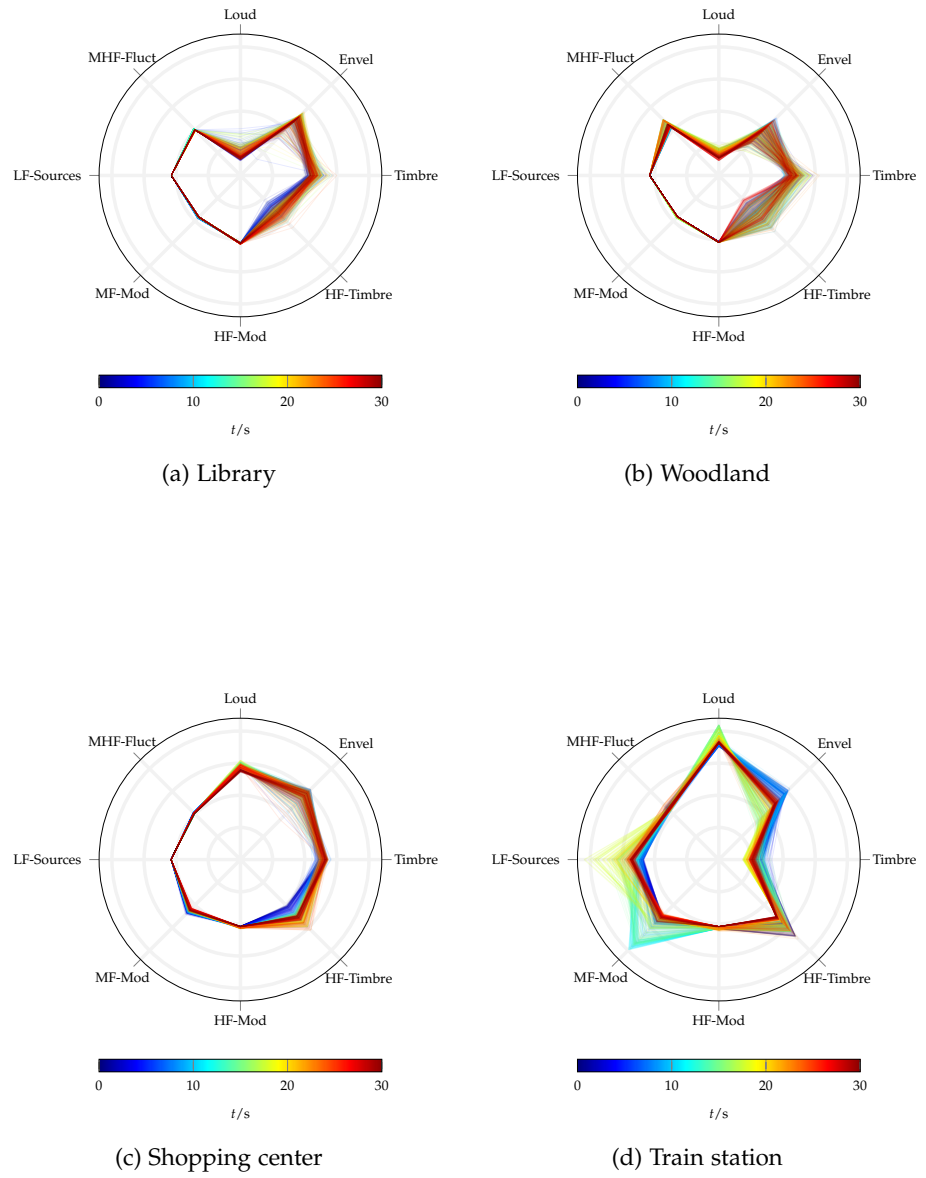 Loud
Loud
MHF-Fluct
Envel
MHF-Fluct
Envel
LF-Sources
Timbre
LF-Sources
Timbre
MF-Mod
HF-Timbre
MF-Mod
HF-Timbre
HF-Mod
HF-Mod
0 10 20 30
0 10 20 30
t/s
t/s
(a) Library
(b) Woodland
Loud
Loud
MHF-Fluct
Envel
MHF-Fluct
Envel
LF-Sources
Timbre
LF-Sources
Timbre
MF-Mod
HF-Timbre
MF-Mod
HF-Timbre
HF-Mod
HF-Mod
0 10 20 30
0 10 20 30
t/s
t/s
(c) Shopping center
(d) Train station